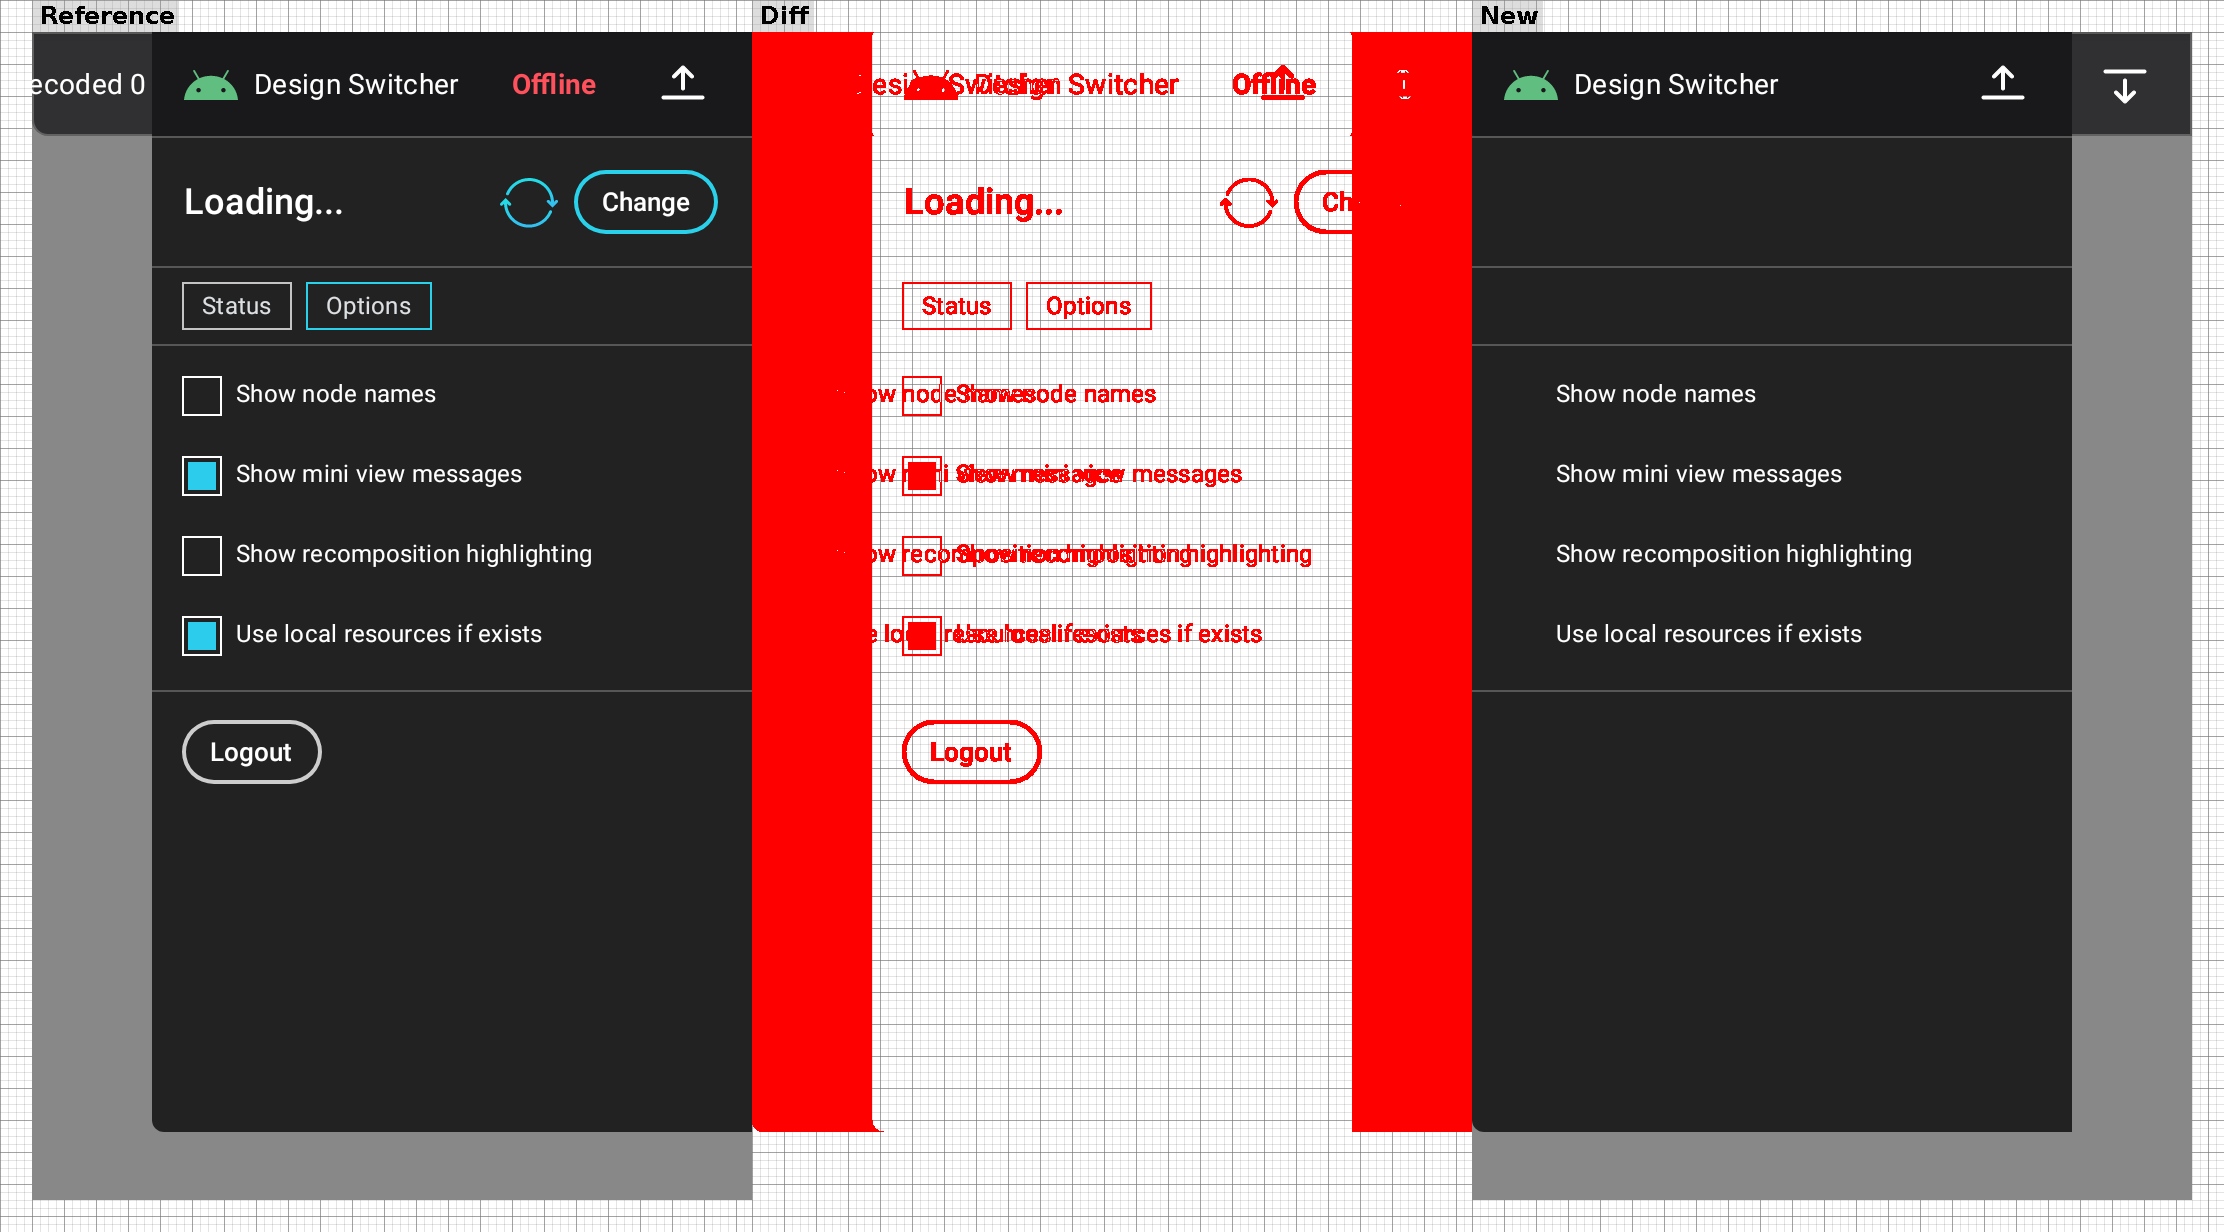 Reference
Diff
New
ecoded 0
Design Switcher
Offline
Loading...
Change
Status
Options
Show node names
Show mini view messages
Show recomposition highlighting
Use local resources if exists
Logout
Design Switcher
Offline
Loading...
Status
Options
Show node names
Show mini view messages
Show recomposition highlighting
Use local resources if exists
Logout
Design Switcher
Show node names
Show mini view messages
Show recomposition highlighting
Use local resources if exists